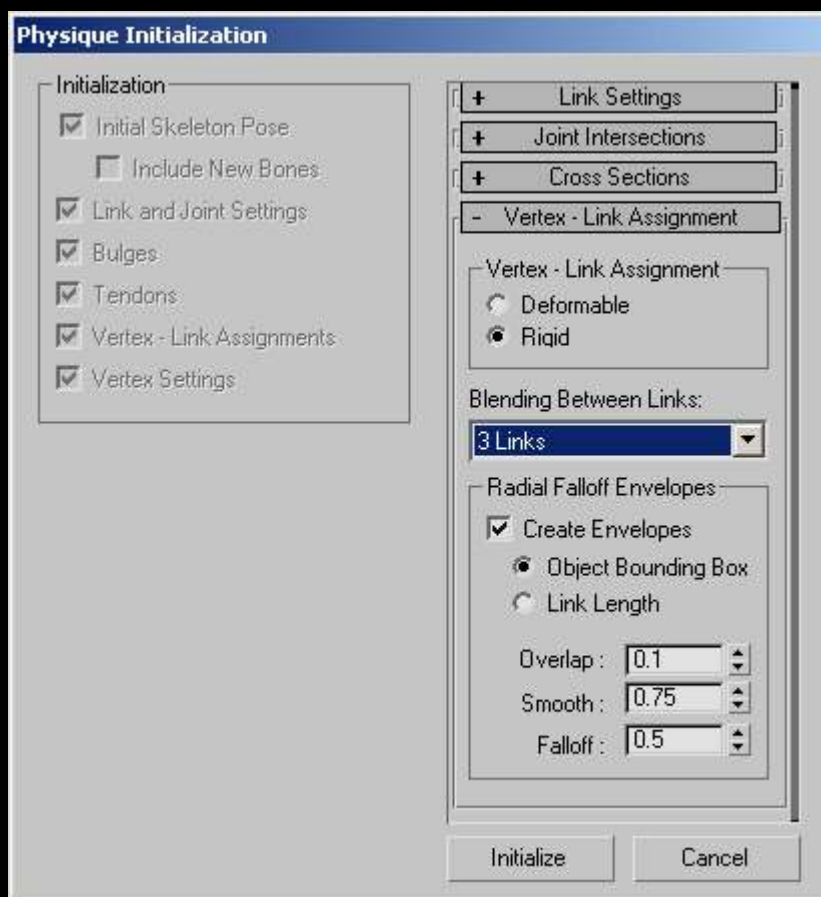 Physique Initialization
Initialization
Initial Skeleton Pose
Include New Bones
Link and Joint Settings
Bulges
Tendons
Vertex - Link Assignments
Vertex Settings
+ Link Settings
+ Joint Intersections
+ Cross Sections
- Vertex - Link Assignment
Vertex - Link Assignment
Deformable
Rigid
Blending Between Links:
3 Links
Radial Falloff Envelopes
Create Envelopes
Object Bounding Box
Link Length
Overlap : 0.1
Smooth : 0.75
Falloff : 0.5
Initialize
Cancel